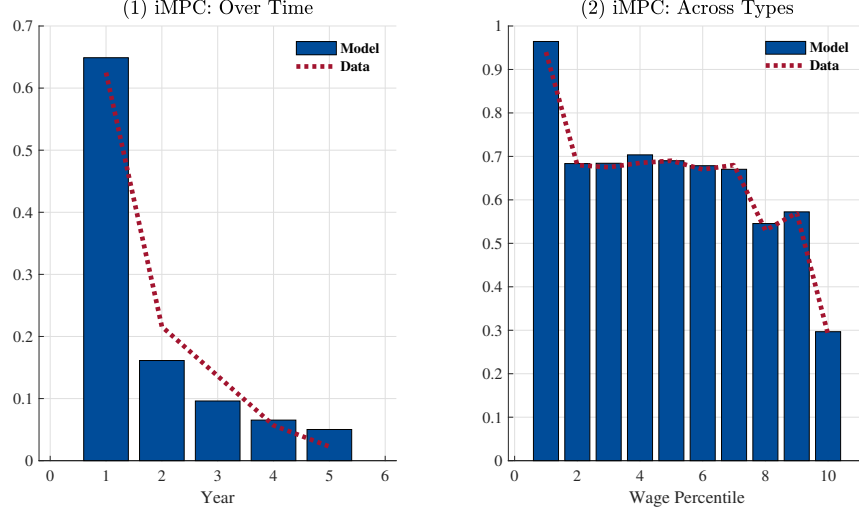 (1) iMPC: Over Time
0.7
0.6
0.5
0.4
0.3
0.2
0.1
0
0 1 2 3 4 5 6
Year
Model
Data
(2) iMPC: Across Types
1
0.9
0.8
0.7
0.6
0.5
0.4
0.3
0.2
0.1
0
0 2 4 6 8 10
Wage Percentile
Model
Data